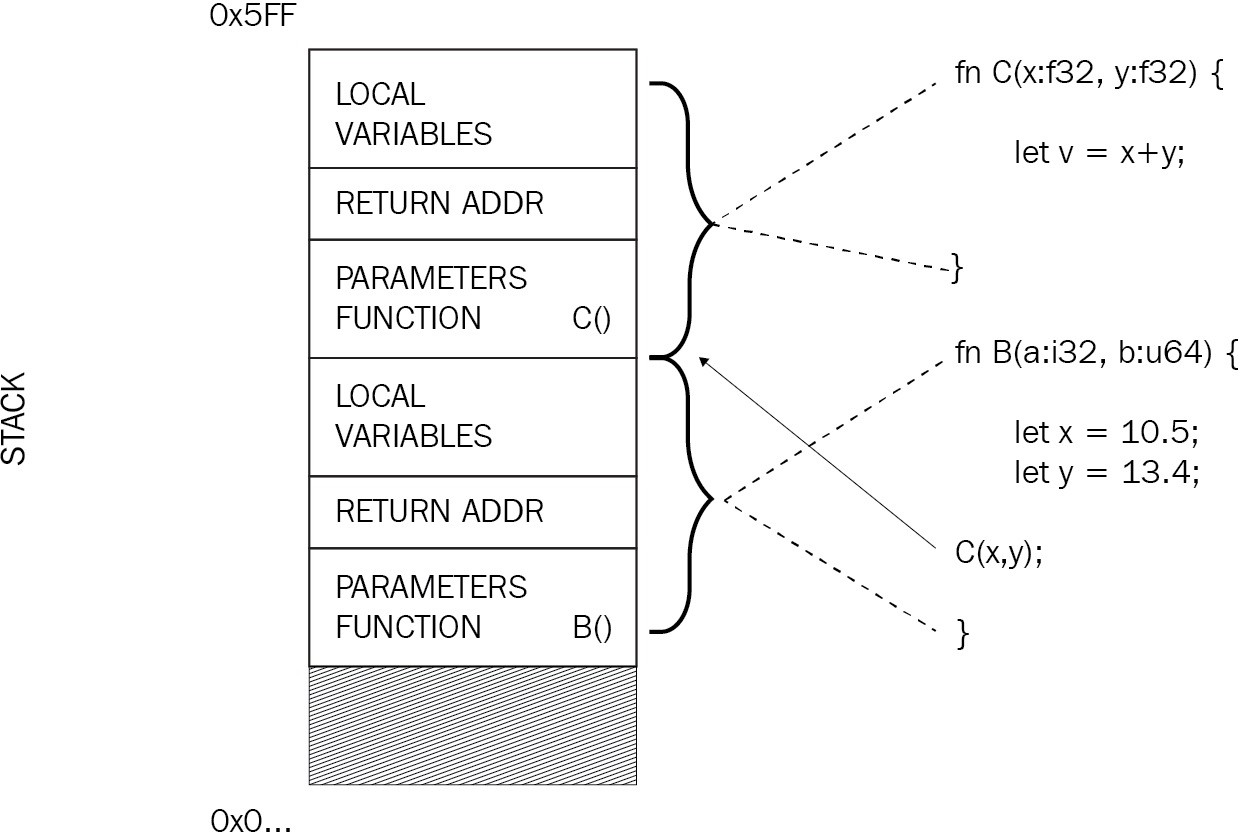 0x5FF
LOCAL
VARIABLES
RETURN ADDR
PARAMETERS
FUNCTION C()
LOCAL
VARIABLES
RETURN ADDR
PARAMETERS
FUNCTION B()
0x0...
STACK
fn C(x:f32, y:f32) {
let v = x+y;
}
fn B(a:i32, b:u64) {
let x = 10.5;
let y = 13.4;
C(x,y);
}